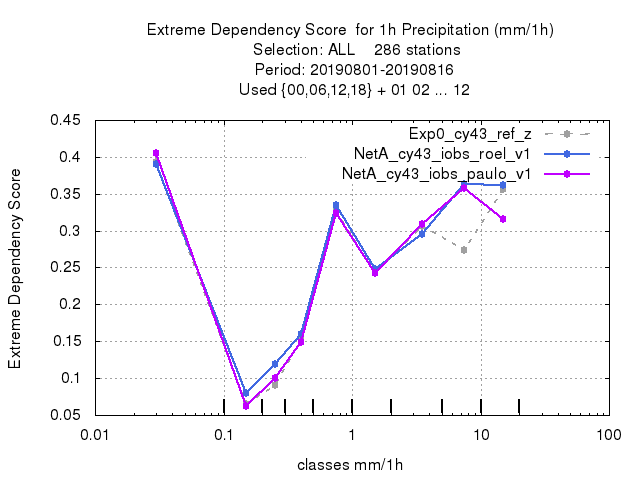 Extreme Dependency Score  for 1h Precipitation (mm/1h)
Selection: ALL    286 stations
Period: 20190801-20190816
Used {00,06,12,18} + 01 02 ... 12
Exp0_cy43_ref_z
NetA_cy43_iobs_roel_v1
NetA_cy43_iobs_paulo_v1
Extreme Dependency Score
0.45
0.4
0.35
0.3
0.25
0.2
0.15
0.1
0.05
0.01 0.1 1 10 100
classes mm/1h